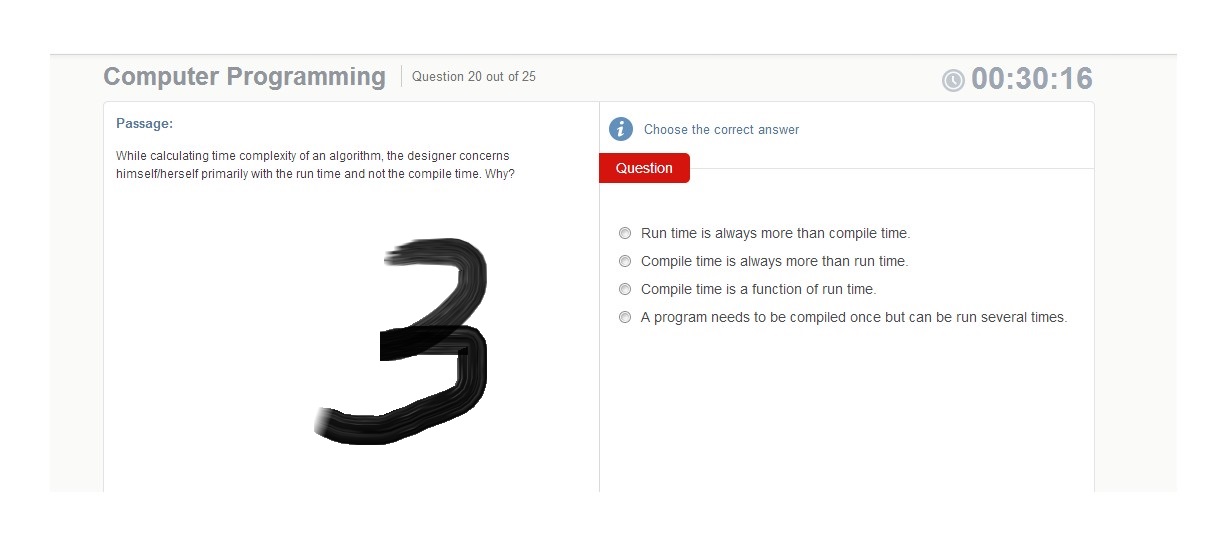 Computer Programming
Question 20 out of 25
00:30:16
Passage:
While calculating time complexity of an algorithm, the designer concerns
himself/herself primarily with the run time and not the compile time. Why?
3
Choose the correct answer
Question
Run time is always more than compile time.
Compile time is always more than run time.
Compile time is a function of run time.
A program needs to be compiled once but can be run several times.